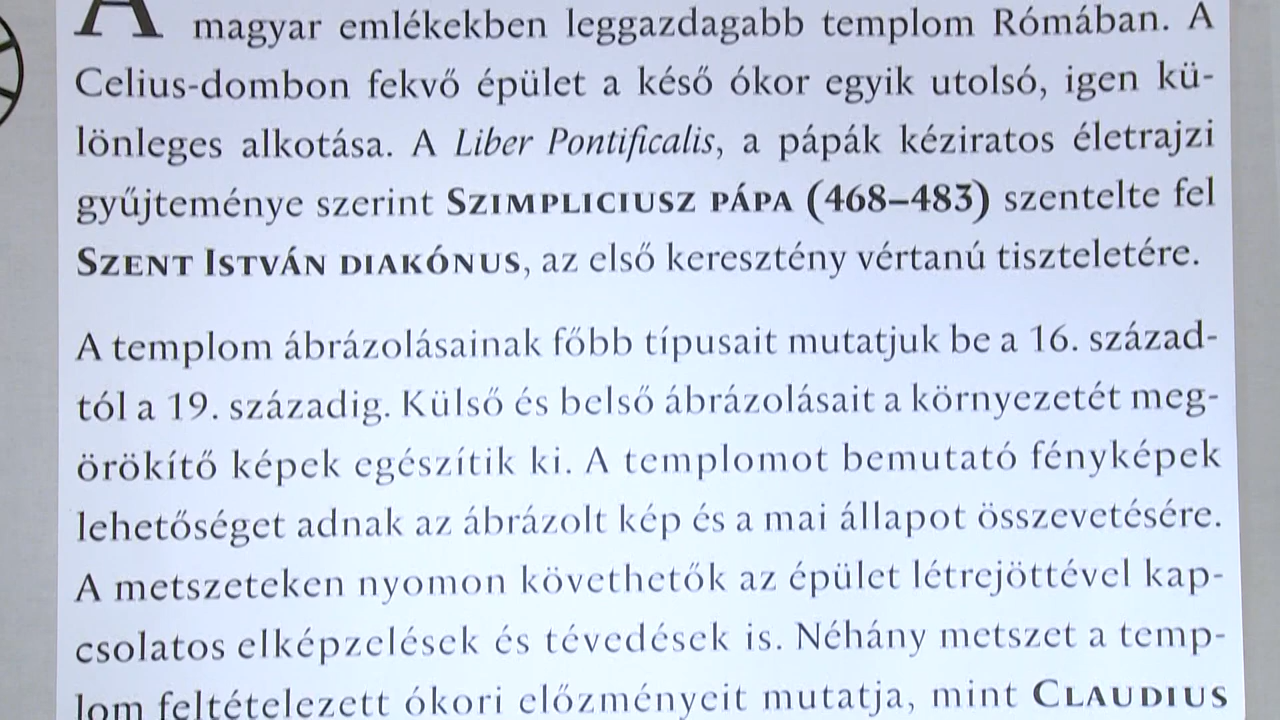 A magyar emlékekben leggazdagabb templom Rómában. A
Celius-dombon fekvő épület a késő ókor egyik utolsó, igen kü-
lönleges alkotása. A Liber Pontificalis, a pápák kéziratos életrajzi
gyűjteménye szerint SZIMPLICIUSZ PÁPA (468–483) szentelte fel
SZENT ISTVÁN DIAKÓNUS, az első keresztény vértanú tiszteletére.
A templom ábrázolásainak főbb típusait mutatjuk be a 16. század-
tól a 19. századig. Külső és belső ábrázolásait a környezetét meg-
örökítő képek egészítik ki. A templomot bemutató fényképek
lehetőséget adnak az ábrázolt kép és a mai állapot összevetésére.
A metszeteken nyomon követhetők az épület létrejöttével kap-
csolatos elképzelések és tévedések is. Néhány metszet a temp-
lom feltételezett ókori előzményeit mutatja, mint CLAUDIUS